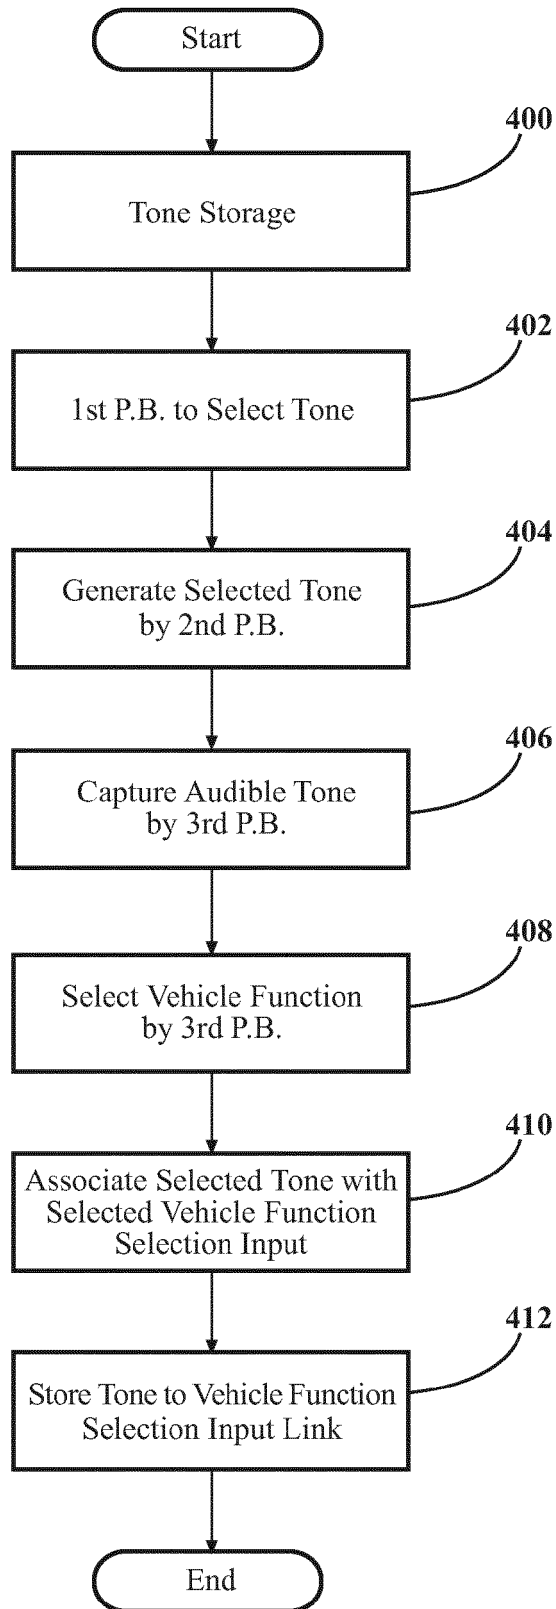 Start
400
Tone Storage
402
1st P.B. to Select Tone
404
Generate Selected Tone
by 2nd P.B.
406
Capture Audible Tone
by 3rd P.B.
408
Select Vehicle Function
by 3rd P.B.
410
Associate Selected Tone with
Selected Vehicle Function
Selection Input
412
Store Tone to Vehicle Function
Selection Input Link
End